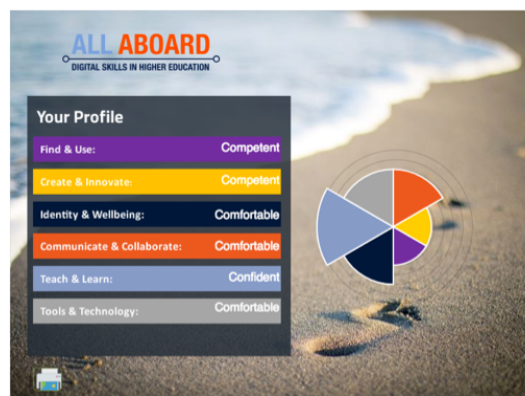 ALL ABOARD
DIGITAL SKILLS IN HIGHER EDUCATION
Your Profile
Find & Use: Competent
Create & Innovate: Competent
Identity & Wellbeing: Comfortable
Communicate & Collaborate: Comfortable
Teach & Learn: Confident
Tools & Technology: Comfortable